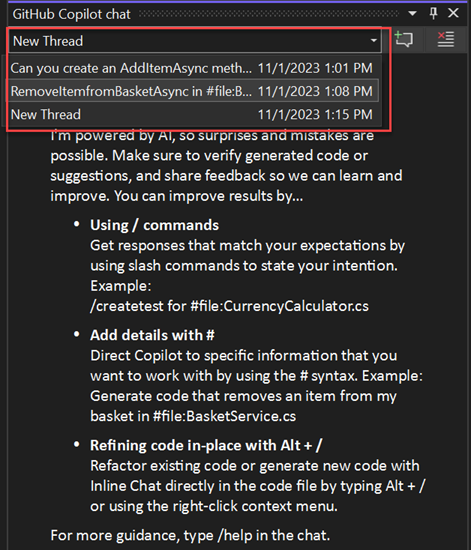 GitHub Copilot chat
New Thread
Can you create an AddItemAsync meth... 11/1/2023 1:01 PM
RemoveItemfromBasketAsync in #file:B... 11/1/2023 1:08 PM
New Thread 11/1/2023 1:15 PM
I'm powered by AI, so surprises and mistakes are
possible. Make sure to verify generated code or
suggestions, and share feedback so we can learn and
improve. You can improve results by...
• Using / commands
Get responses that match your expectations by
using slash commands to state your intention.
Example:
/createtest for #file:CurrencyCalculator.cs
• Add details with #
Direct Copilot to specific information that you
want to work with by using the # syntax. Example:
Generate code that removes an item from my
basket in #file:BasketService.cs
• Refining code in-place with Alt + /
Refactor existing code or generate new code with
Inline Chat directly in the code file by typing Alt + /
or using the right-click context menu.
For more guidance, type /help in the chat.